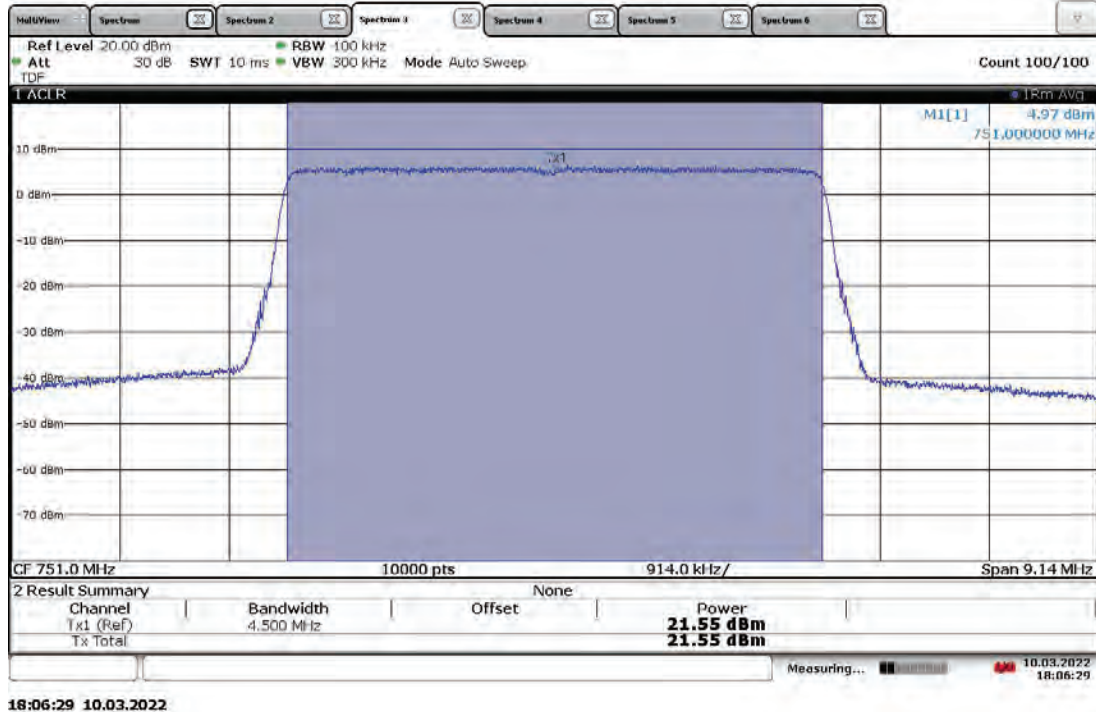 MultiView Spectrum Spectrum 2 Spectrum 3 Spectrum 4 Spectrum 5 Spectrum 6
Ref Level 20.00 dBm RBW 100 kHz
Att 30 dB SWT 10 ms VBW 300 kHz Mode Auto Sweep Count 100/100
TDF
1 ACLR 1Rm Avg
M1[1] 4.97 dBm
751.000000 MHz
10 dBm
Tx1
0 dBm
-10 dBm
-20 dBm
-30 dBm
-40 dBm
-50 dBm
-60 dBm
-70 dBm
CF 751.0 MHz 10000 pts 914.0 kHz/ Span 9.14 MHz
2 Result Summary None
Channel Bandwidth Offset Power
Tx1 (Ref) 4.500 MHz 21.55 dBm
Tx Total 21.55 dBm
Measuring... 10.03.2022
18:06:29
18:06:29 10.03.2022